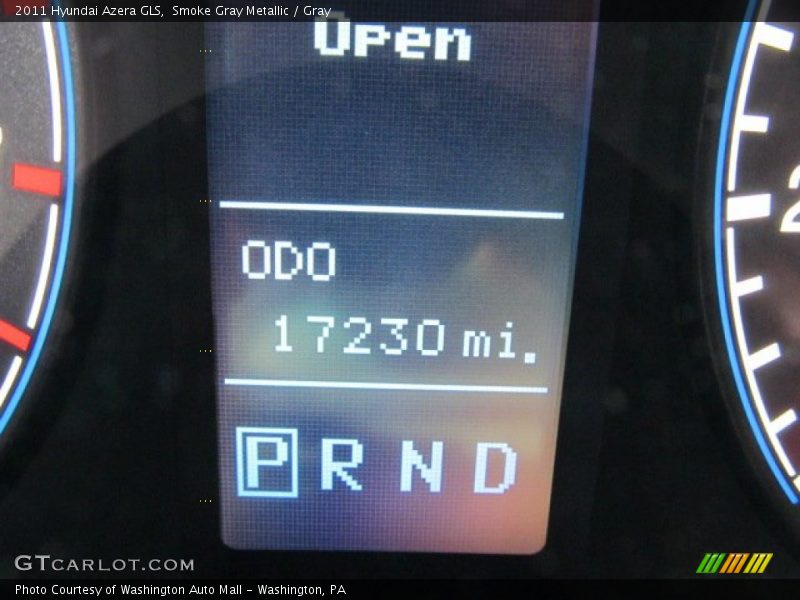 2011 Hyundai Azera GLS, Smoke Gray Metallic / Gray
Open
ODO
17230 mi.
P R N D
2
GTCARLOT.COM
Photo Courtesy of Washington Auto Mall - Washington, PA